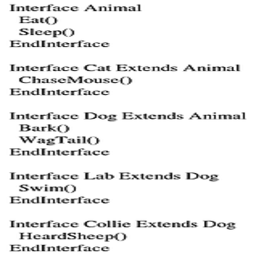 Interface Animal
Eat()
Sleep()
EndInterface
Interface Cat Extends Animal
ChaseMouse()
EndInterface
Interface Dog Extends Animal
Bark()
WagTail()
EndInterface
Interface Lab Extends Dog
Swim()
EndInterface
Interface Collie Extends Dog
HeardSheep()
EndInterface